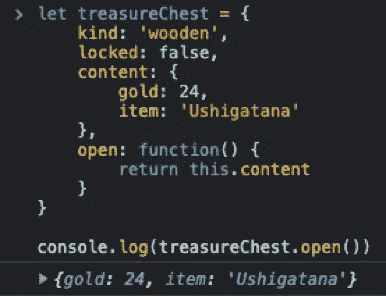 let treasureChest = {
    kind: 'wooden',
    locked: false,
    content: {
        gold: 24,
        item: 'Ushigatana'
    },
    open: function() {
        return this.content
    }
}
console.log(treasureChest.open())
{gold: 24, item: 'Ushigatana'}